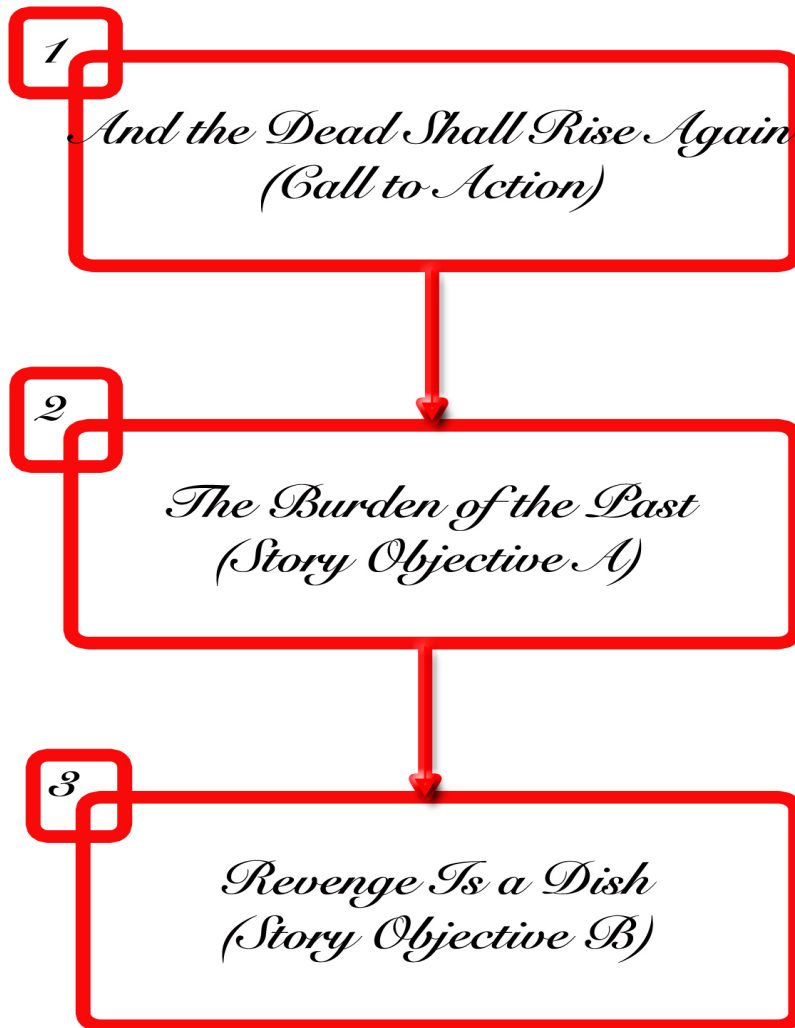 1
And the Dead Shall Rise Again
(Call to Action)
2
The Burden of the Past
(Story Objective A)
3
Revenge Is a Dish
(Story Objective B)